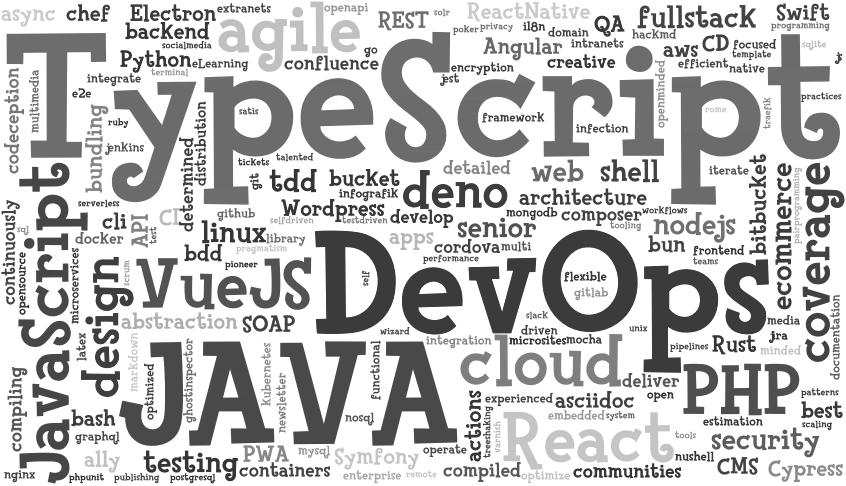 async
chef
Electron
extranets
openapi
solr
REST
ReactNative
poker
privacy
il8n
domain
QA
fullstack
Swift
programming
backend
socialmedia
agile
Angular
intranets
hackmd
aws
CD
focused
template
sqlite
Python
eLearning
confluence
go
encryption
creative
efficient
native
terminal
integrate
multimedia
codeception
e2e
TypeScript
jest
openminded
practices
ruby
jenkins
bundling
distribution
determined
satis
framework
infection
rome
traefik
tickets
talented
git
tdd
bucket
infografik
deno
detailed
web
shell
iterate
architecture
serverless
github
Wordpress
selfdriven
testdriven
develop
mongodb
composer
workflows
tooling
nodejs
bitbucket
ecommerce
pairprogramming
coverage
continuously
sql
opensource
JavaScript
microservices
cli
docker
API
test
CI
linux
library
pragmatism
bdd
pioneer
apps
senior
cordova
multi
performance
bun
frontend
teams
design
scrum
VueJS
self
DevOps
flexible
gitlab
abstraction
SOAP
wizard
slack
driven
unix
media
jra
minded
documentation
latex
markdown
optimized
ghostinspector
kubernetes
newsletter
functional
integration
microsites
mocha
pipelines
Rust
JAVA
nosql
cloud
deliver
open
PHP
patterns
compiling
bash
graphql
actions
experienced
treeshaking
varnish
asciidoc
embedded
system
estimation
best
scaling
React
tools
security
ally
testing
PWA
mysql
Symfony
operate
nushell
CMS
Cypress
nginx
phpunit
publishing
postgresql
containers
enterprise
remote
compiled
optimize
communities